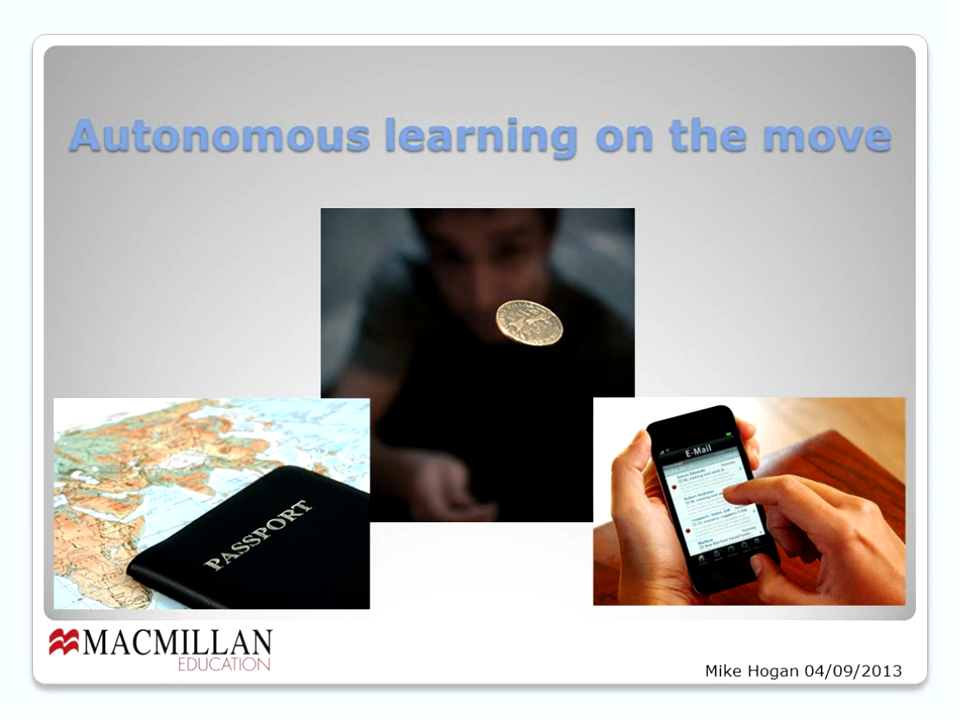 Autonomous learning on the move
PASSPORT
E-Mail
MACMILLAN
EDUCATION
Mike Hogan 04/09/2013